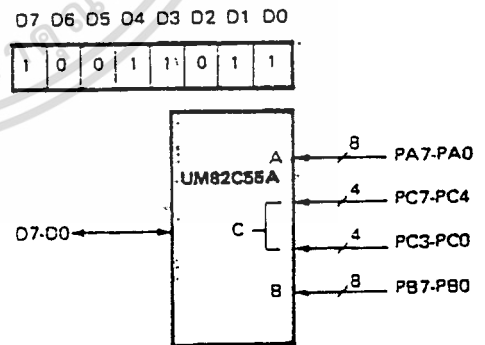 D7 D6 D5 D4 D3 D2 D1 D0
1 0 0 1 1 0 1 1
A
8
PA7-PA0
UM82C55A
4
PC7-PC4
D7-D0
C
4
PC3-PC0
B
8
PB7-PB0